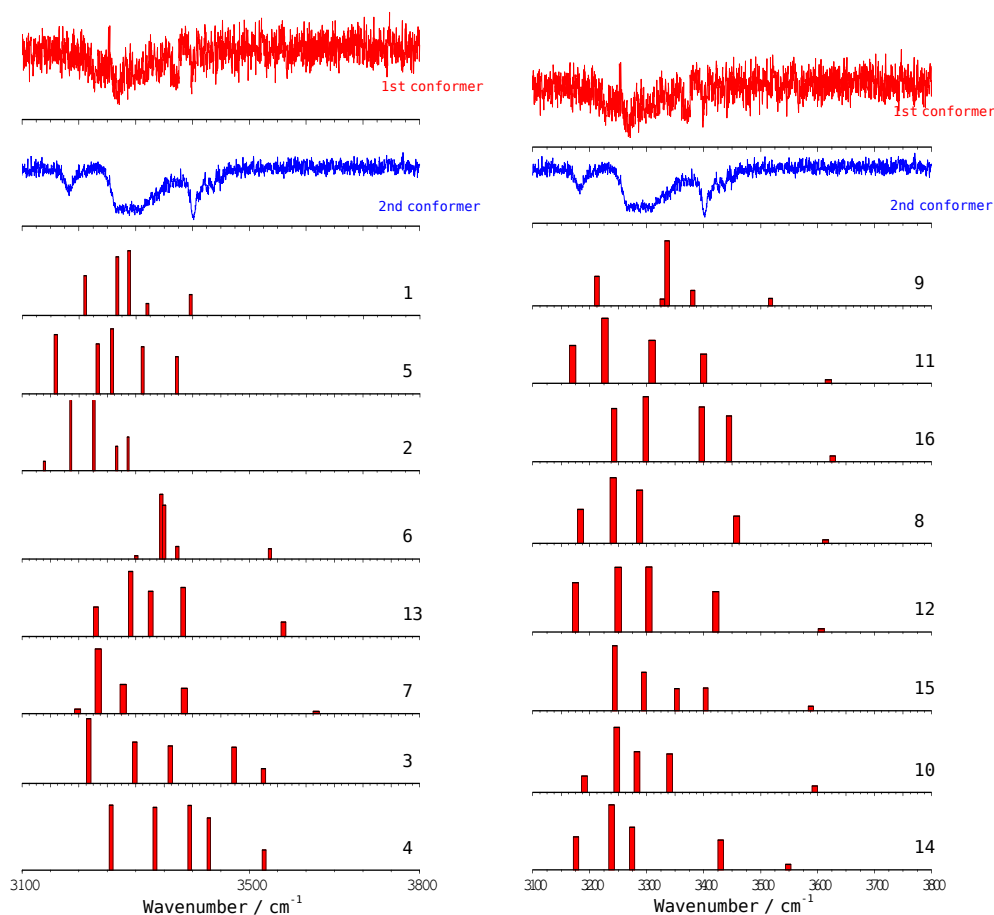 1st conformer
2nd conformer
1
5
2
6
13
7
3
4
3100 3500 3800
Wavenumber / cm-1
1st conformer
2nd conformer
9
11
16
8
12
15
10
14
3100 3200 3300 3400 3500 3600 3700 3800
Wavenumber / cm-1